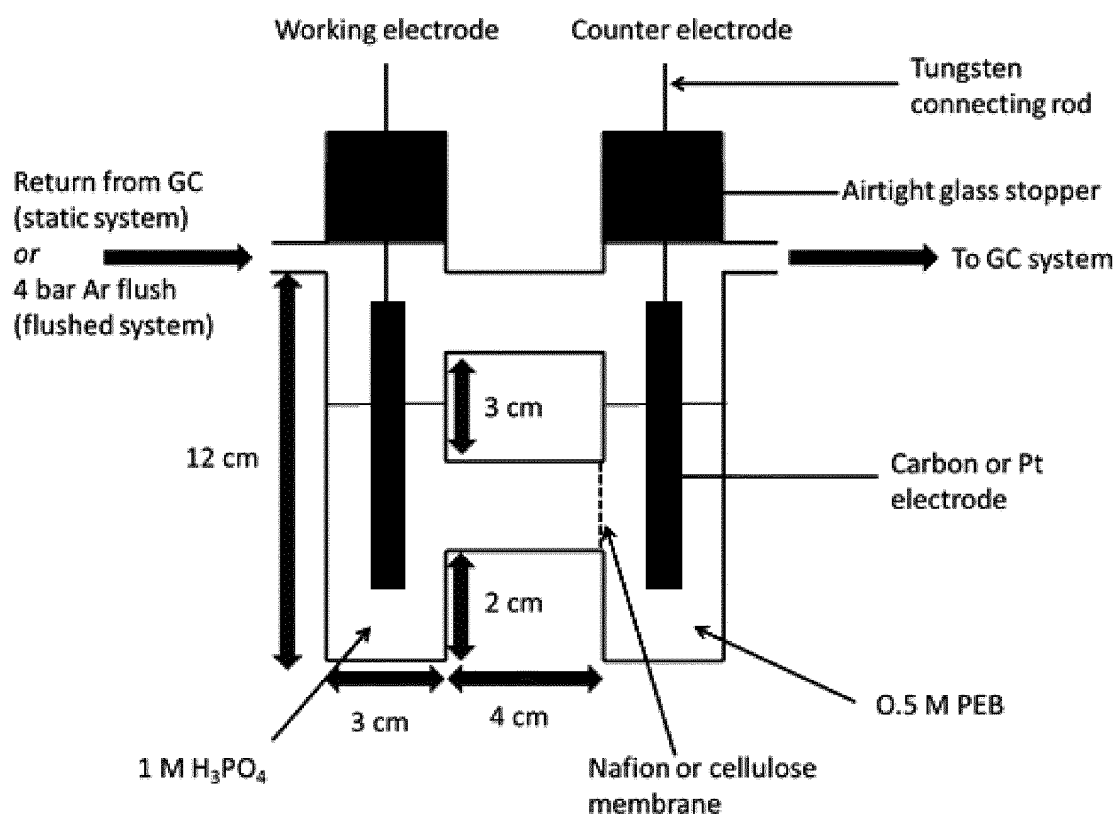 Working electrode
Counter electrode
Tungsten
connecting rod
Return from GC
(static system)
or
4 bar Ar flush
(flushed system)
Airtight glass stopper
To GC system
3 cm
12 cm
Carbon or Pt
electrode
2 cm
3 cm
4 cm
0.5 M PEB
1 M H₃PO₄
Nafion or cellulose
membrane